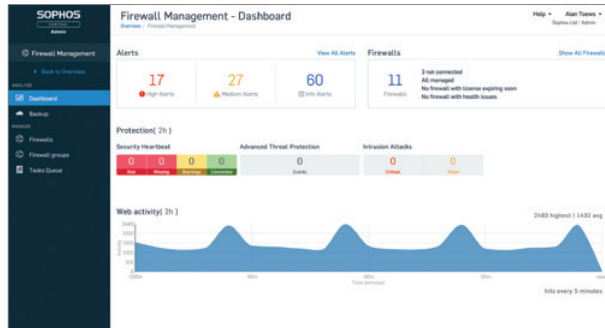 SOPHOS
CENTRAL
Admin
Firewall Management - Dashboard
Overview / Firewall Management
Help
Alan Toews
Sophos Ltd · Admin
Firewall Management
Back to Overview
ANALYZE
Dashboard
Backup
MANAGE
Firewalls
Firewall groups
Tasks Queue
Alerts
View All Alerts
17
High Alerts
27
Medium Alerts
60
Info Alerts
Firewalls
Show All Firewalls
11
Firewalls
3 not connected
All managed
No firewall with license expiring soon
No firewall with health issues
Protection( 2h )
Security Heartbeat
Advanced Threat Protection
Intrusion Attacks
0
Risk
0
Missing
0
Warnings
0
Connected
0
Events
0
Critical
0
Major
Web activity( 2h )
2483 highest | 1432 avg
Activity
Time (minutes)
hits every 5 minutes